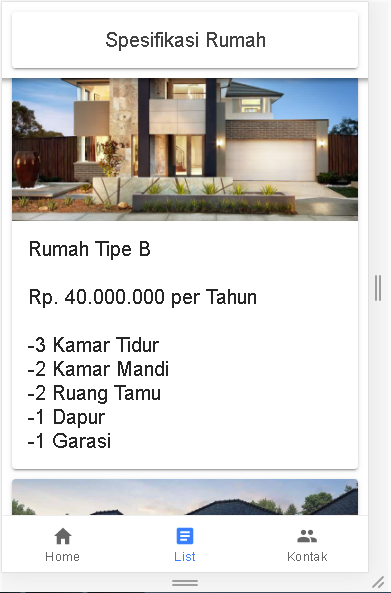 Spesifikasi Rumah
Rumah Tipe B
Rp. 40.000.000 per Tahun
-3 Kamar Tidur
-2 Kamar Mandi
-2 Ruang Tamu
-1 Dapur
-1 Garasi
Home
List
Kontak